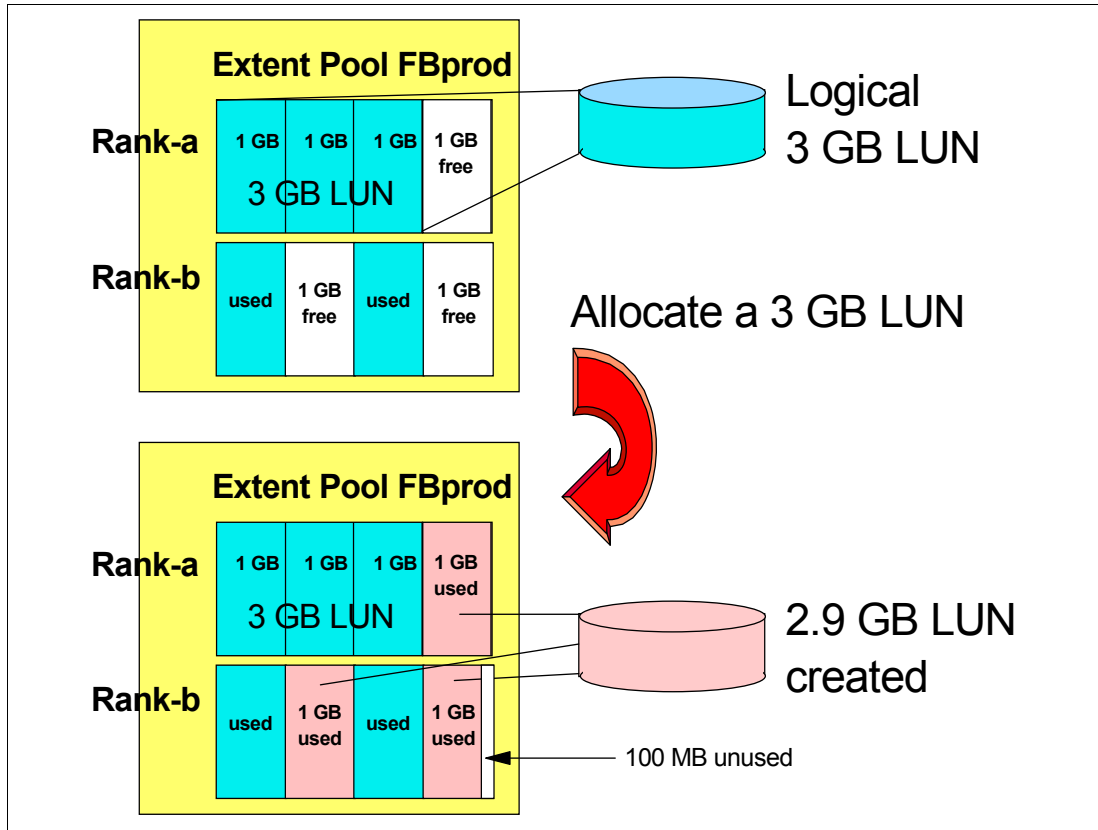 Extent Pool FBprod
Rank-a
1 GB
1 GB
1 GB
1 GB
free
3 GB LUN
Logical
3 GB LUN
Rank-b
used
1 GB
free
used
1 GB
free
Allocate a 3 GB LUN
Extent Pool FBprod
Rank-a
1 GB
1 GB
1 GB
1 GB
used
3 GB LUN
2.9 GB LUN
created
Rank-b
used
1 GB
used
used
1 GB
used
100 MB unused